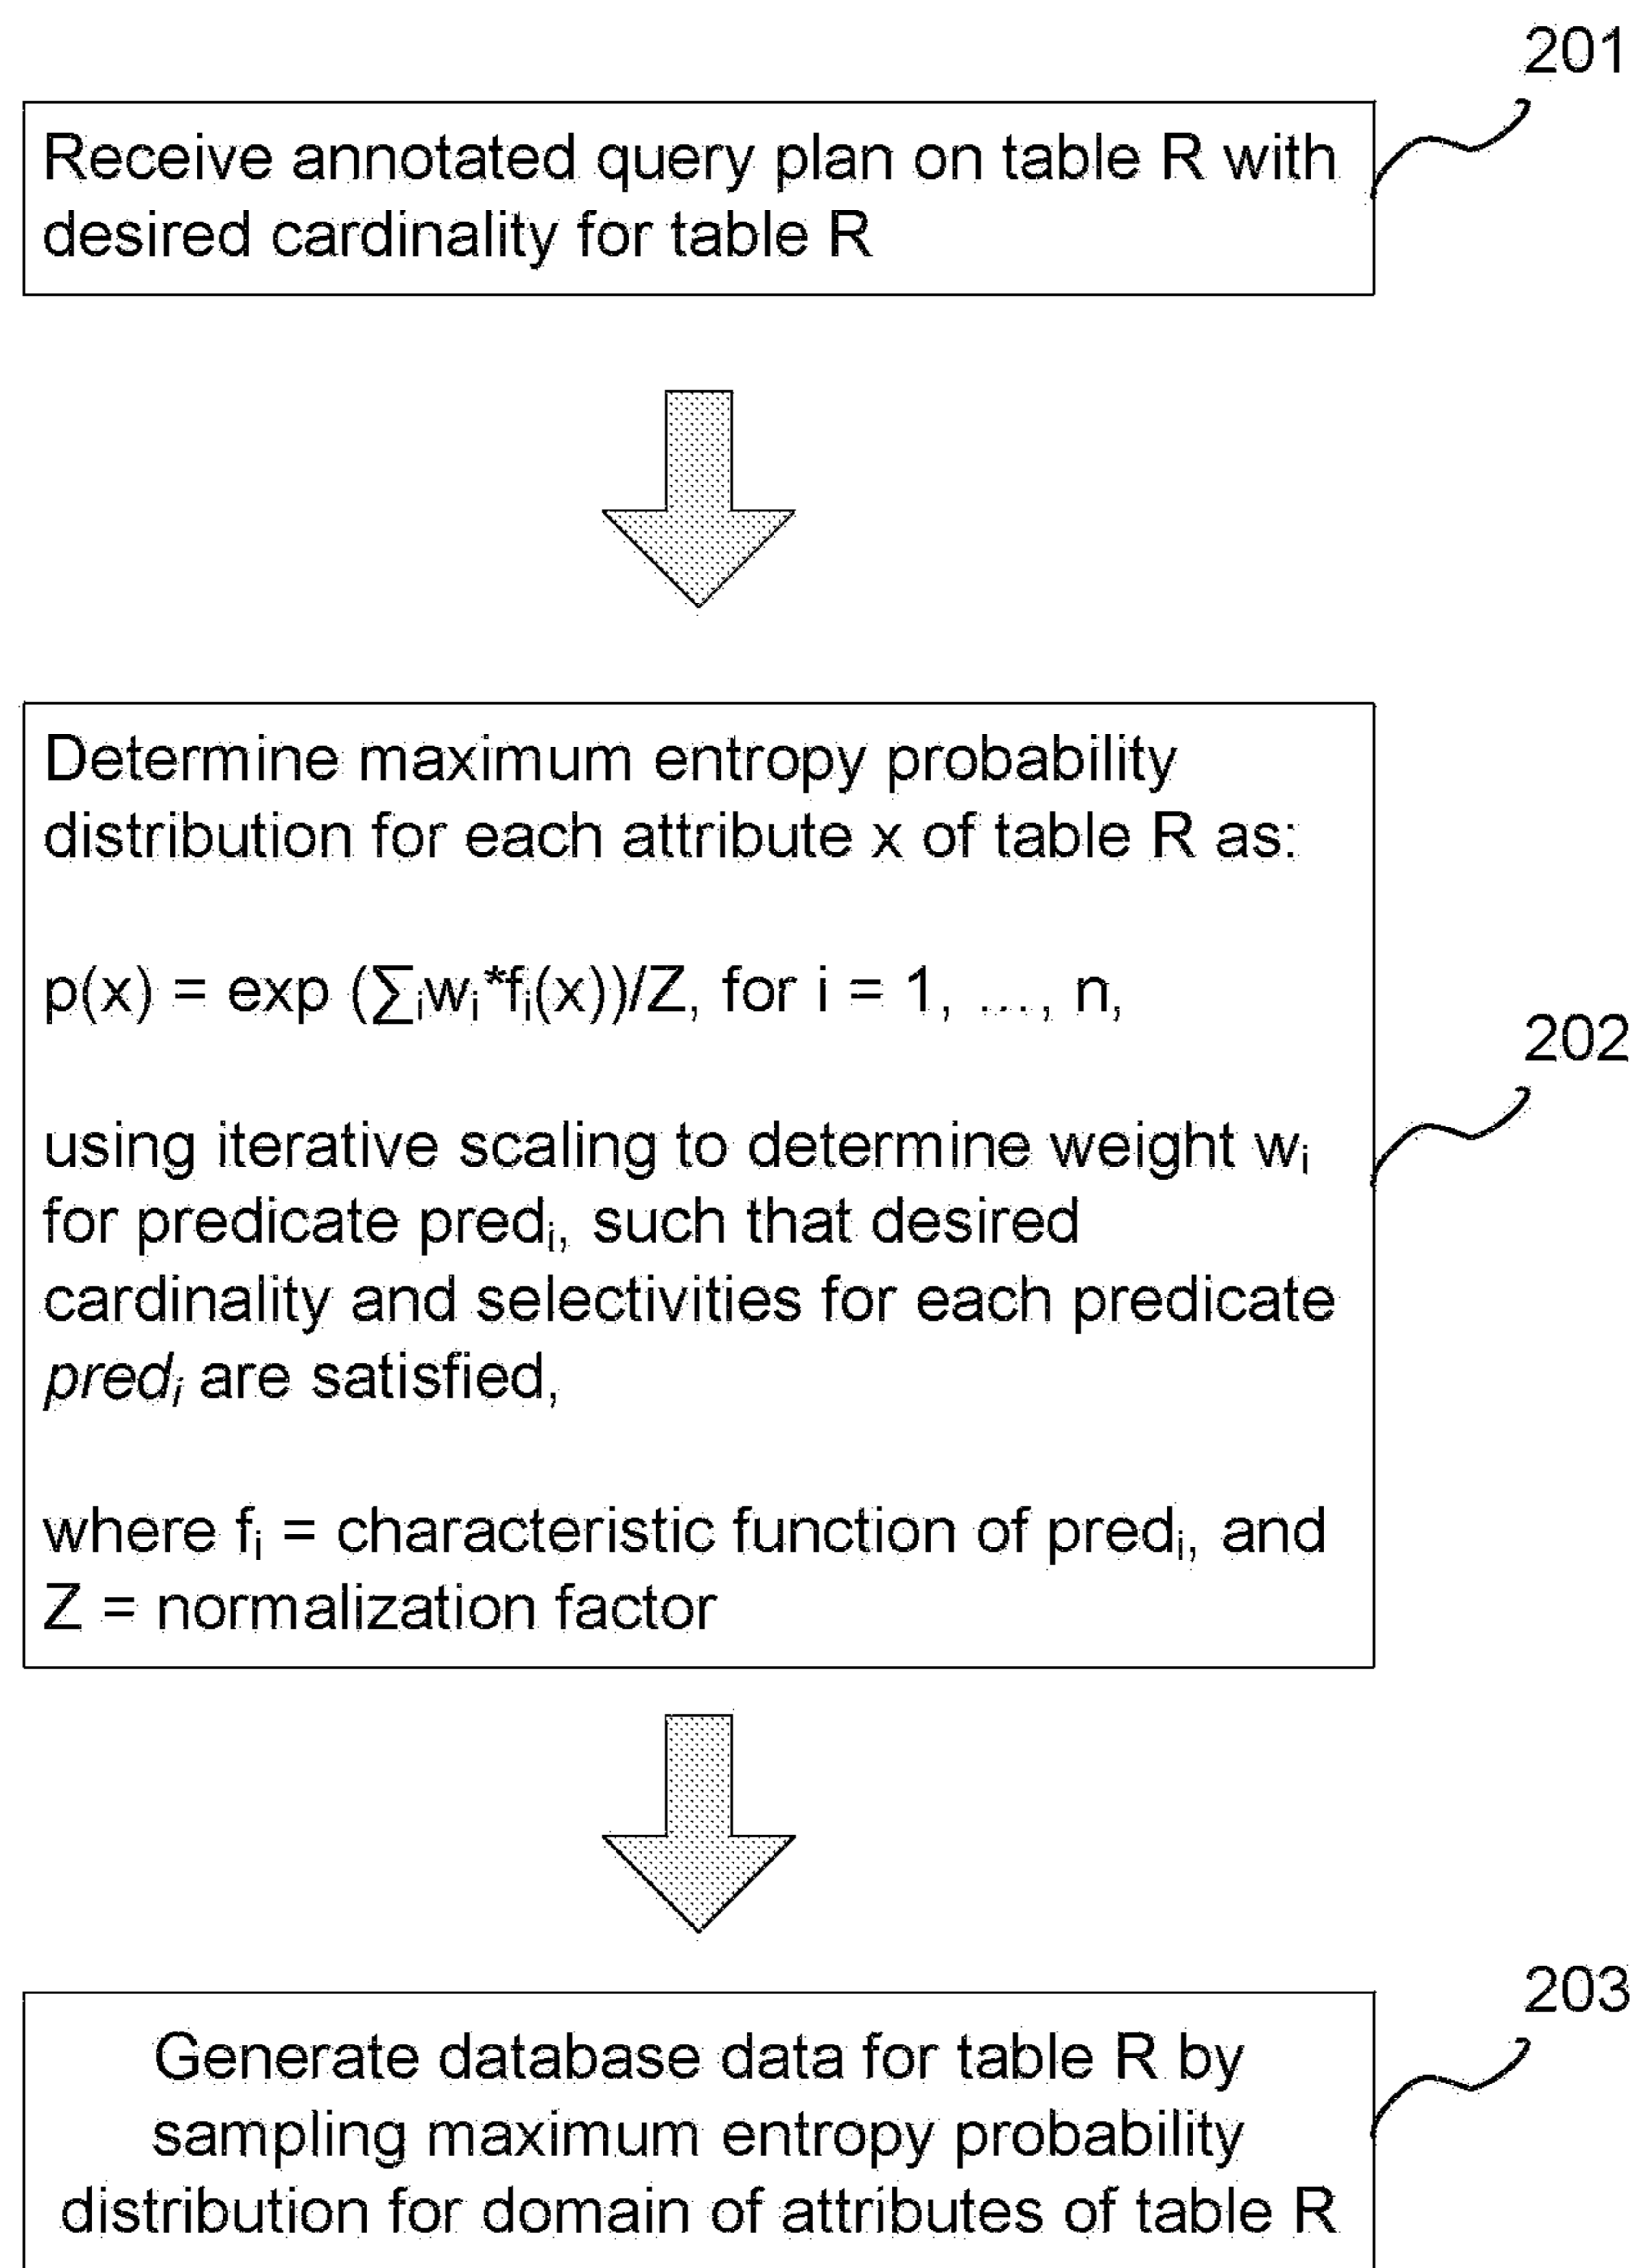 201
Receive annotated query plan on table R with
desired cardinality for table R
Determine maximum entropy probability
distribution for each attribute x of table R as:
p(x) = exp (∑ᵢwᵢ*fᵢ(x))/Z, for i = 1, …, n,
202
using iterative scaling to determine weight wᵢ
for predicate predᵢ, such that desired
cardinality and selectivities for each predicate
predᵢ are satisfied,
where fᵢ = characteristic function of predᵢ, and
Z = normalization factor
203
Generate database data for table R by
sampling maximum entropy probability
distribution for domain of attributes of table R